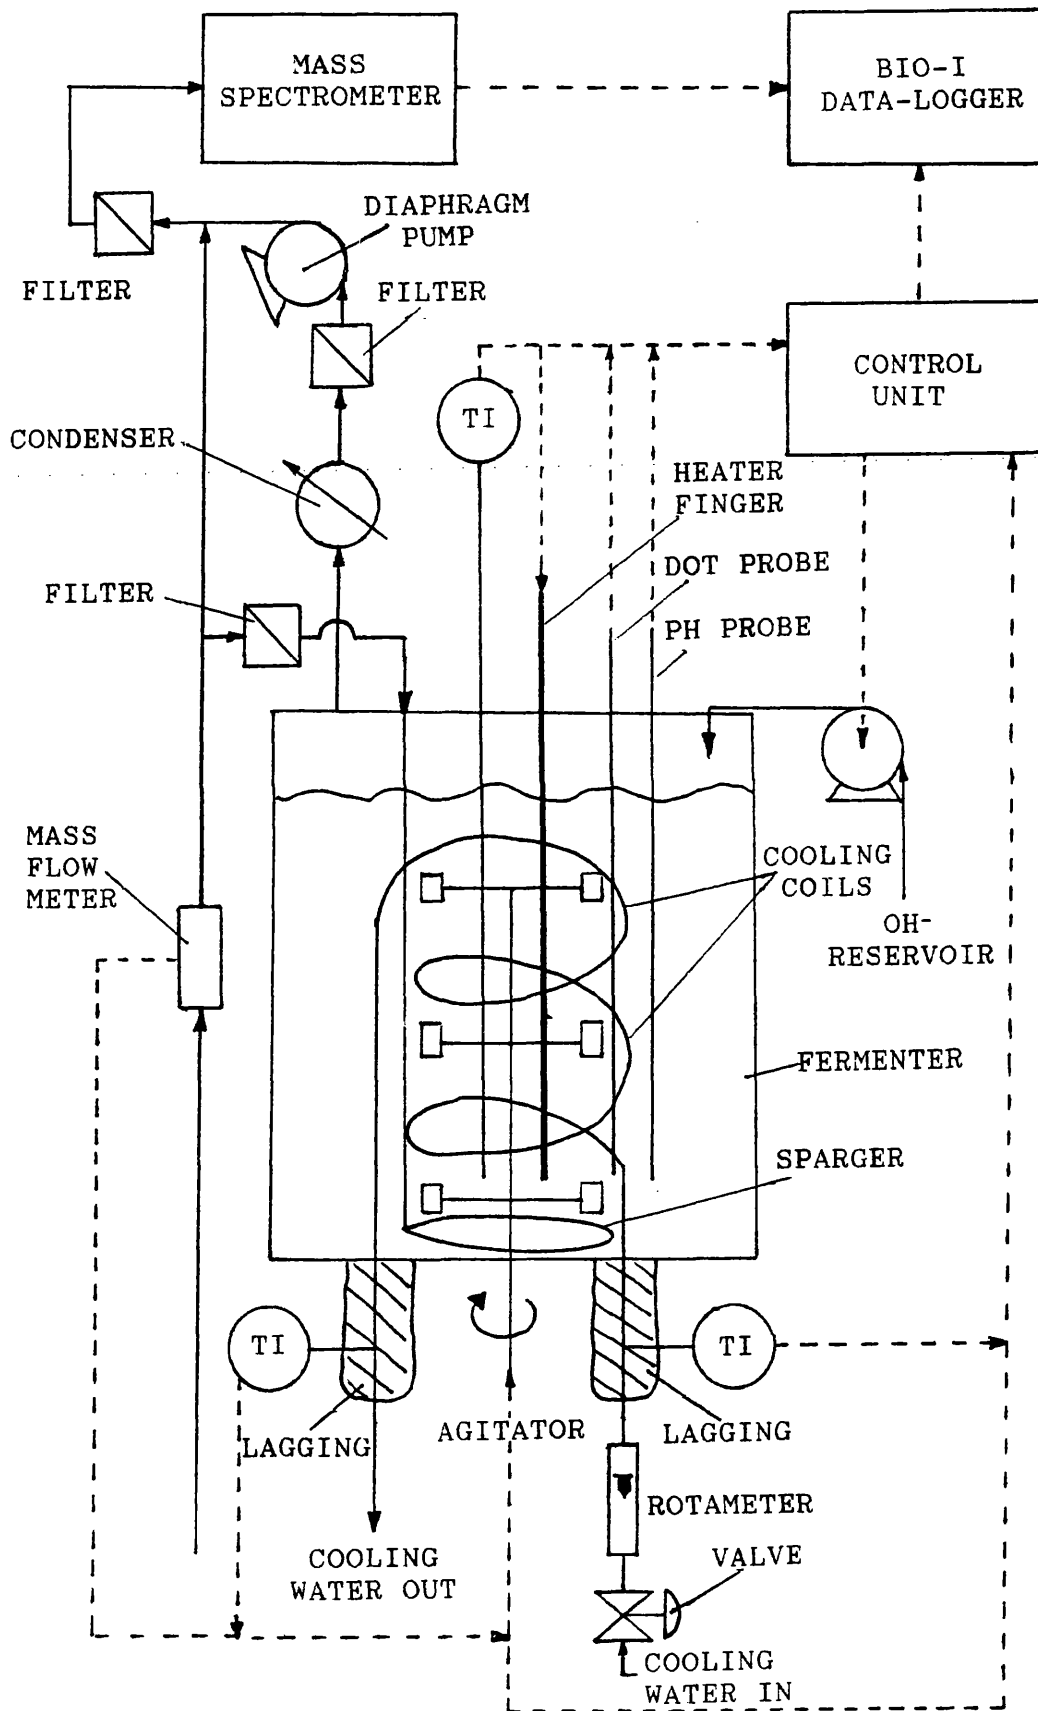 MASS
SPECTROMETER
BIO-I
DATA-LOGGER
DIAPHRAGM
PUMP
FILTER
FILTER
CONTROL
UNIT
TI
CONDENSER
HEATER
FINGER
DOT PROBE
FILTER
PH PROBE
MASS
FLOW
METER
COOLING
COILS
OH-
RESERVOIR
FERMENTER
SPARGER
TI
TI
LAGGING
AGITATOR
LAGGING
ROTAMETER
COOLING
WATER OUT
VALVE
COOLING
WATER IN